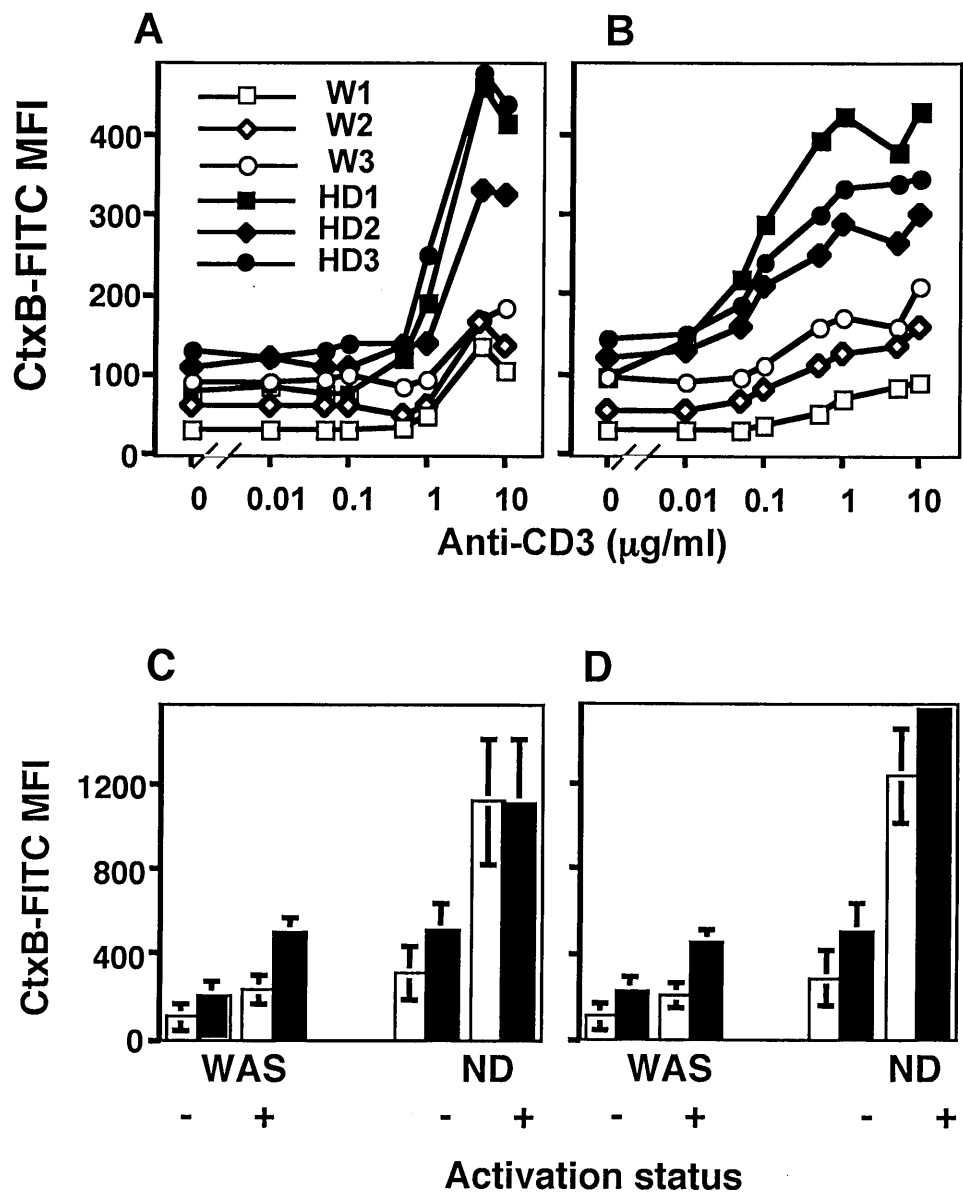 A B
CtxB-FITC MFI
W1
W2
W3
HD1
HD2
HD3
400
300
200
100
0
0 0.01 0.1 1 10 0 0.01 0.1 1 10
Anti-CD3 (μg/ml)
C D
CtxB-FITC MFI
1200
800
400
0
WAS ND WAS ND
- + - + - + - +
Activation status